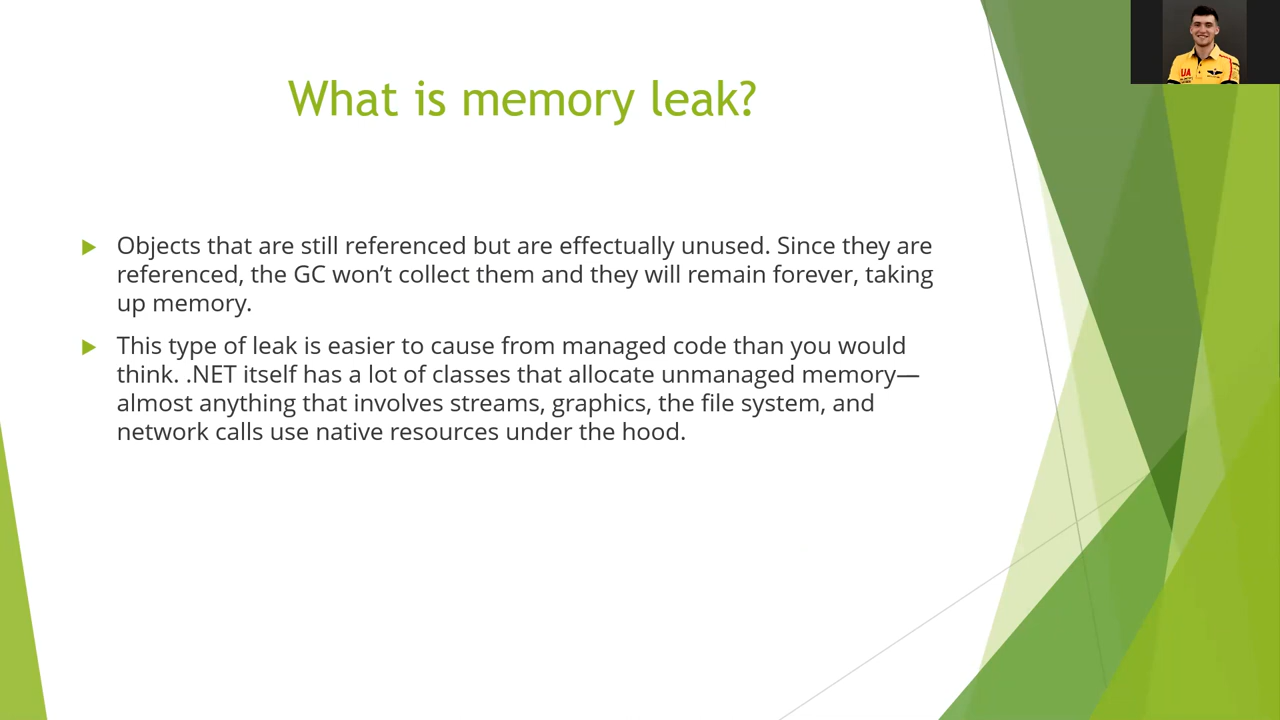 What is memory leak?
Objects that are still referenced but are effectually unused. Since they are
referenced, the GC won’t collect them and they will remain forever, taking
up memory.
This type of leak is easier to cause from managed code than you would
think. .NET itself has a lot of classes that allocate unmanaged memory—
almost anything that involves streams, graphics, the file system, and
network calls use native resources under the hood.
UA